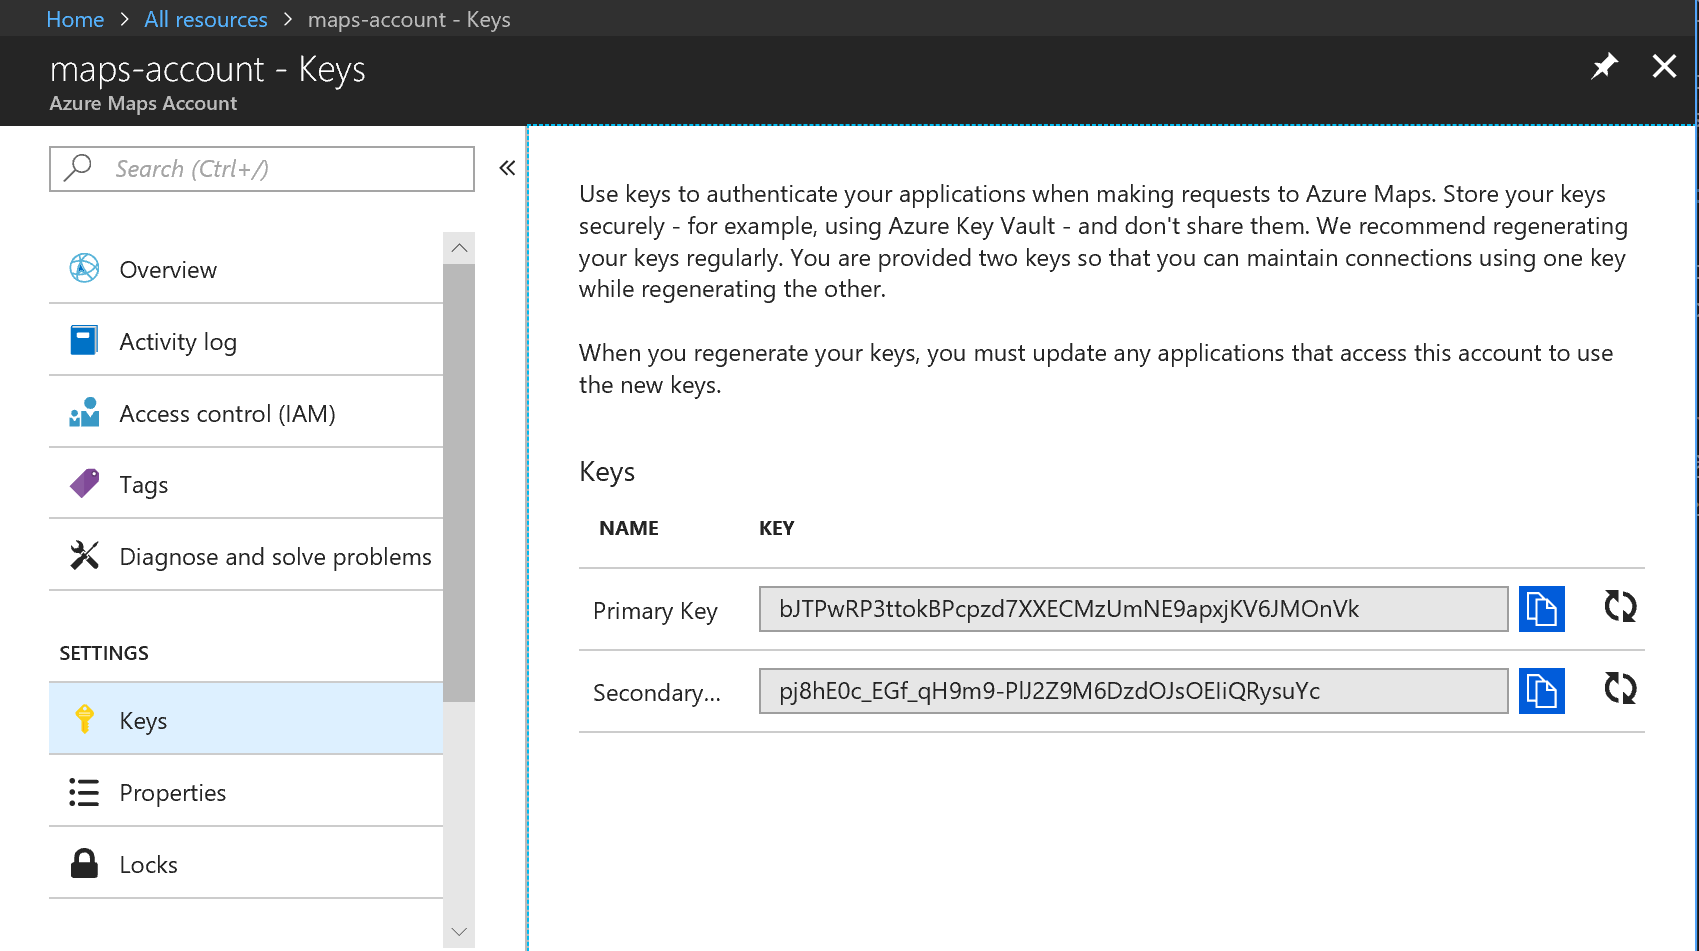 Home > All resources > maps-account - Keys
maps-account - Keys
Azure Maps Account
Search (Ctrl+/)
Overview
Activity log
Access control (IAM)
Tags
Diagnose and solve problems
SETTINGS
Keys
Properties
Locks
Use keys to authenticate your applications when making requests to Azure Maps. Store your keys
securely - for example, using Azure Key Vault - and don't share them. We recommend regenerating
your keys regularly. You are provided two keys so that you can maintain connections using one key
while regenerating the other.
When you regenerate your keys, you must update any applications that access this account to use
the new keys.
Keys
NAME KEY
Primary Key bJTPwRP3ttokBPcpzd7XXECMzUmNE9apxjKV6JMOnVk
Secondary... pj8hE0c_EGf_qH9m9-PlJ2Z9M6DzdOJsOEIiQRysuYc